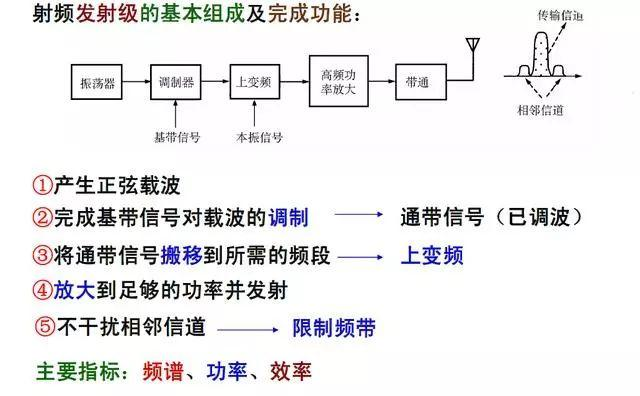 射频发射级的基本组成及完成功能：
传输信道
振荡器
调制器
上变频
高频功
率放大
带通
基带信号
本振信号
相邻信道
①产生正弦载波
②完成基带信号对载波的调制 通带信号（已调波）
③将通带信号搬移到所需的频段 上变频
④放大到足够的功率并发射
⑤不干扰相邻信道 限制频带
主要指标：频谱、功率、效率